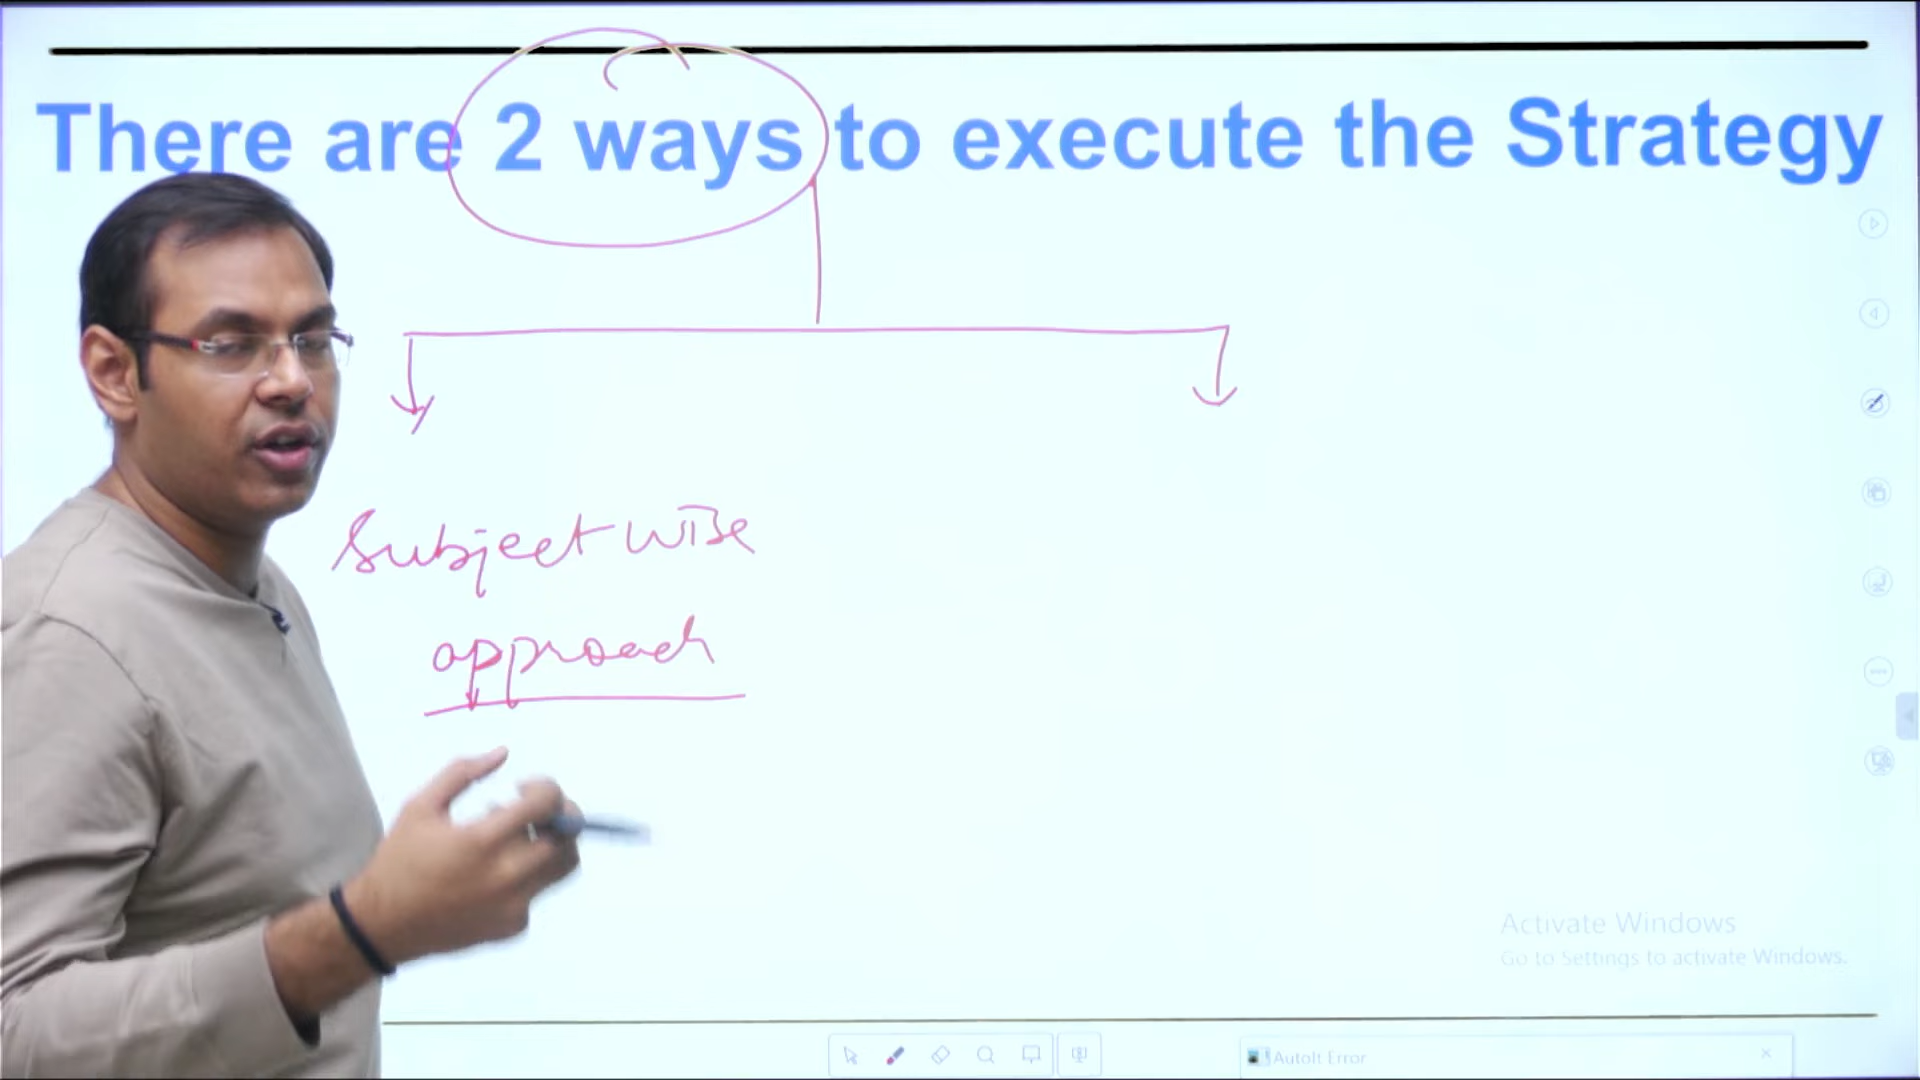 There are 2 ways to execute the Strategy
Subject wise
approach
Activate Windows
Go to Settings to activate Windows.
AutoIt Error